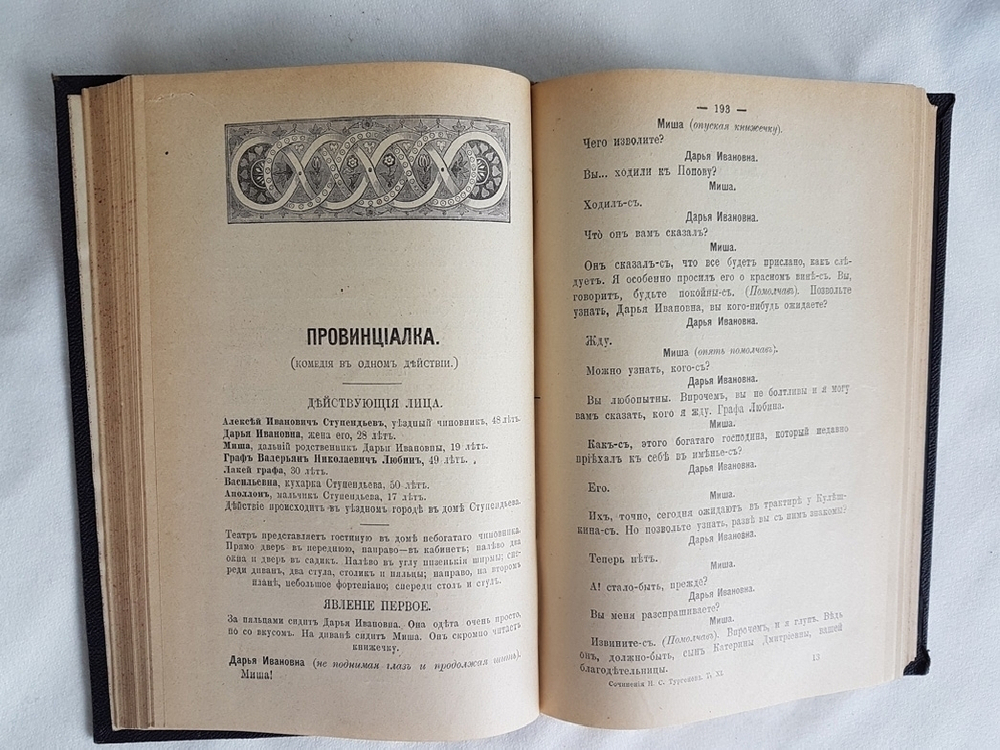 ПРОВИНЦІАЛКА.
(комедія въ одномъ дѣйствіи.)
ДѢЙСТВУЮЩІЯ ЛИЦА.
Алексѣй Ивановичъ Ступендьевъ, уѣздный чиновникъ, 48 лѣтъ.
Дарья Ивановна, жена его, 28 лѣтъ.
Миша, дальній родственникъ Дарьи Ивановны, 19 лѣтъ.
Графъ Валерьянъ Николаевичъ Любинъ, 49 лѣтъ.
Лакей графа, 30 лѣтъ.
Васильевна, кухарка Ступендьева, 50 лѣтъ.
Аполлонъ, мальчикъ Ступендьева, 17 лѣтъ.
Дѣйствіе происходитъ въ уѣздномъ городѣ въ домѣ Ступендьева.
Театръ представляетъ гостиную въ домѣ небогатаго чиновника.
Прямо дверь въ переднюю, направо—въ кабинетъ; налѣво два
окна и дверь въ садикъ. Налѣво въ углу низенькія ширмы; спе-
реди диванъ, два стула, столикъ и пяльцы; направо, на второмъ
планѣ, небольшое фортепіано; спереди столъ и стулъ.
ЯВЛЕНІЕ ПЕРВОЕ.
За пяльцами сидитъ Дарья Ивановна. Она одѣта очень просто,
но со вкусомъ. На диванѣ сидитъ Миша. Онъ скромно читаетъ
книжечку.
Дарья Ивановна (не поднимая глазъ и продолжая шить).
Миша!
— 193 —
Миша (опуская книжечку).
Чего изволите?
Дарья Ивановна.
Вы... ходили къ Попову?
Миша.
Ходилъ-съ.
Дарья Ивановна.
Что̀ онъ вамъ сказалъ?
Миша.
Онъ сказалъ-съ, что все будетъ прислано, какъ слѣ-
дуетъ. Я особенно просилъ его о красномъ винѣ-съ. Вы,
говоритъ, будьте покойны-съ. (Помолчавъ). Позвольте
узнать, Дарья Ивановна, вы кого-нибудь ожидаете?
Дарья Ивановна.
Жду.
Миша (опять помолчавъ).
Можно узнать, кого-съ?
Дарья Ивановна.
Вы любопытны. Впрочемъ, вы не болтливы и я могу
вамъ сказать, кого я жду. Графа Любина.
Миша.
Какъ-съ, этого богатаго господина, который недавно
пріѣхалъ къ себѣ въ имѣнье-съ?
Дарья Ивановна.
Его.
Миша.
Ихъ, точно, сегодня ожидаютъ въ трактирѣ у Кулёш-
кина-съ. Но позвольте узнать, развѣ вы съ нимъ знакомы?
Дарья Ивановна.
Теперь нѣтъ.
Миша.
А! стало-быть, прежде?
Дарья Ивановна.
Вы меня разспрашиваете?
Миша.
Извините-съ. (Помолчавъ). Впрочемъ, и я глупъ. Вѣдь
онъ, должно-быть, сынъ Катерины Дмитріевны, вашей
благодѣтельницы.
Сочиненія И. С. Тургенева, Т. XI. 13